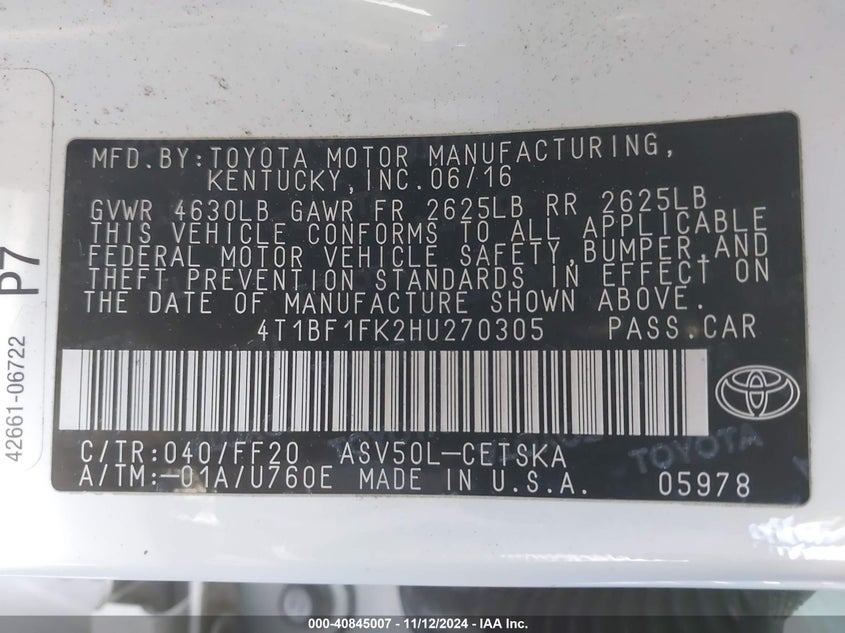 MFD.BY:TOYOTA MOTOR MANUFACTURING,
KENTUCKY,INC.06/16
GVWR 4630LB GAWR FR 2625LB RR 2625LB
THIS VEHICLE CONFORMS TO ALL APPLICABLE
FEDERAL MOTOR VEHICLE SAFETY,BUMPER,AND
THEFT PREVENTION STANDARDS IN EFFECT ON
THE DATE OF MANUFACTURE SHOWN ABOVE.
4T1BF1FK2HU270305 PASS.CAR
C/TR:040/FF20 ASV50L-CETSKA
A/TM:-01A/U760E MADE IN U.S.A. 05978
TOYOTA
P7
42661-06722
000-40845007 - 11/12/2024 - IAA Inc.